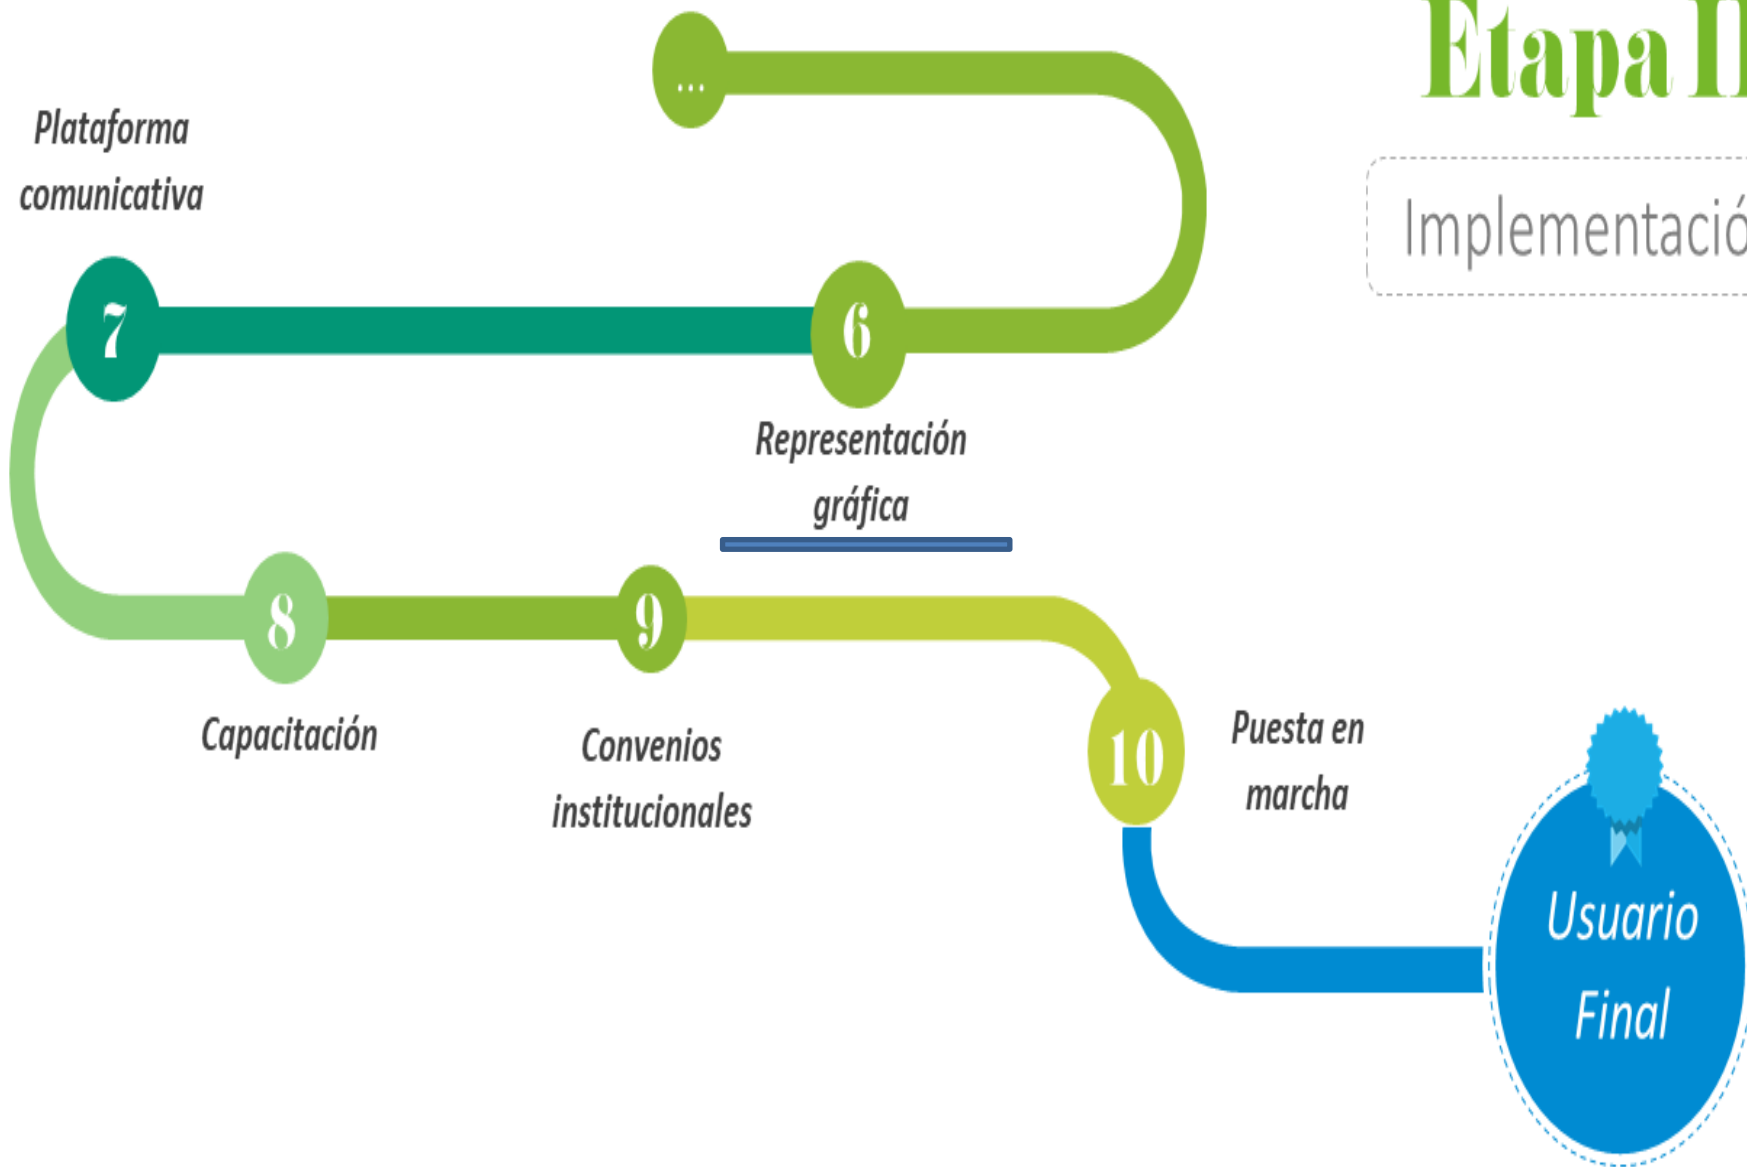 Etapa II
Implementació
...
Plataforma
comunicativa
7
6
Representación
gráfica
8
9
Capacitación
Convenios
institucionales
10
Puesta en
marcha
Usuario
Final